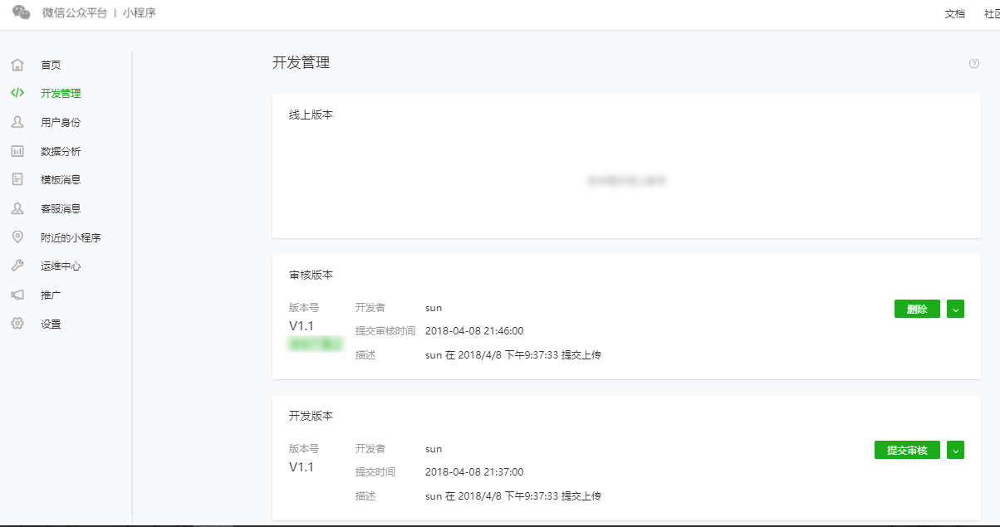 微信公众平台 | 小程序
文档 社区
首页
开发管理
用户身份
数据分析
模板消息
客服消息
附近的小程序
运维中心
推广
设置
开发管理
线上版本
审核版本
版本号
V1.1
开发者 sun
提交审核时间 2018-04-08 21:46:00
描述 sun 在 2018/4/8 下午9:37:33 提交上传
删除
开发版本
版本号
V1.1
开发者 sun
提交时间 2018-04-08 21:37:00
描述 sun 在 2018/4/8 下午9:37:33 提交上传
提交审核